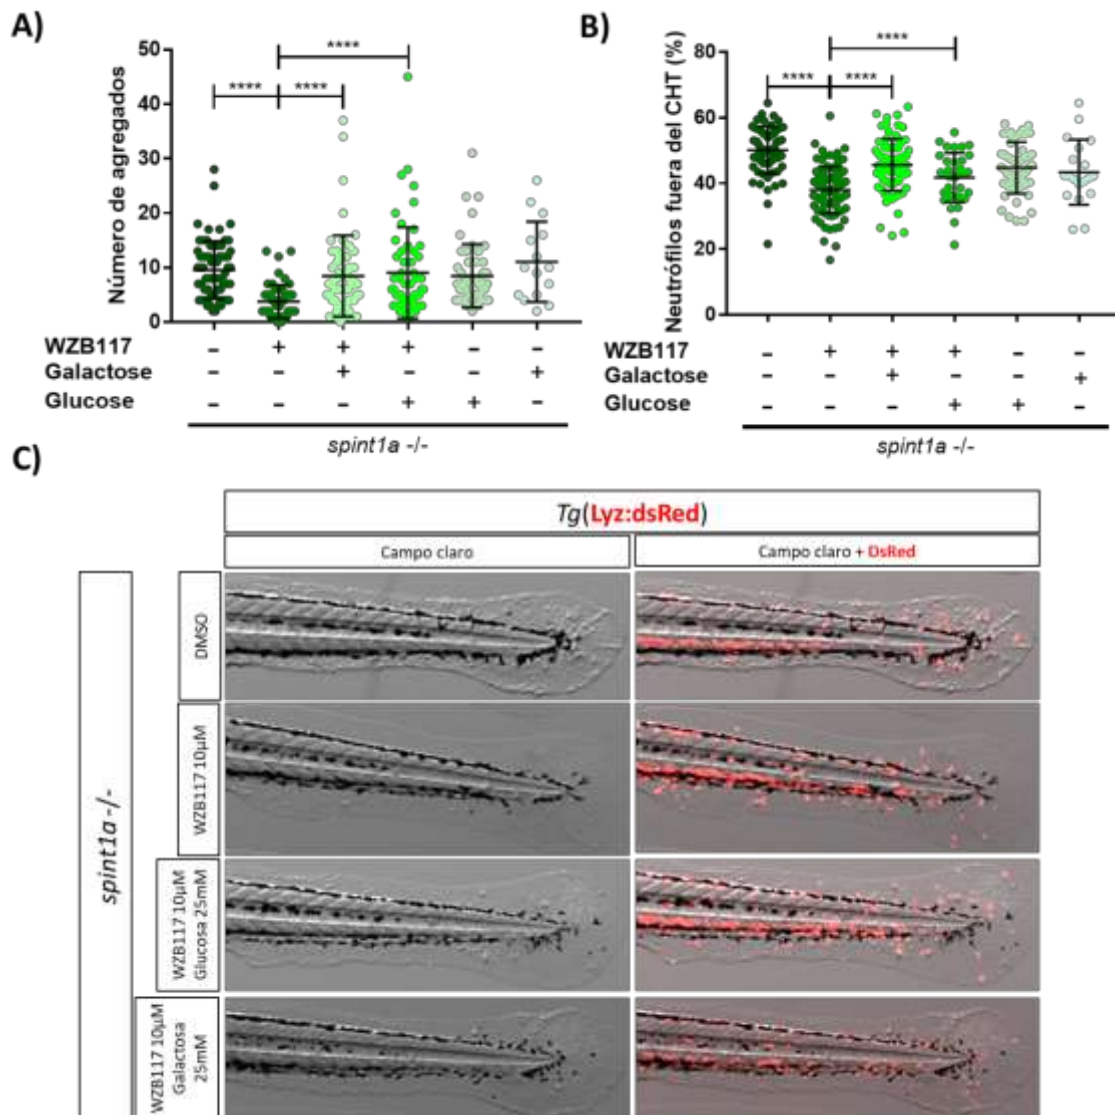 A)
Número de agregados
50
40
30
20
10
0
**** **** ****
WZB117 - + + + - -
Galactose - - + - - +
Glucose - - - + + -
spint1a -/-
B)
Neutrófilos fuera del CHT (%)
80
60
40
20
0
**** **** ****
WZB117 - + + + - -
Galactose - - + - - +
Glucose - - - + + -
spint1a -/-
C)
Tg(Lyz:dsRed)
Campo claro
Campo claro + DsRed
spint1a -/-
DMSO
WZB117 10µM
WZB117 10µM
Glucosa 25mM
WZB117 10µM
Galactosa
25mM